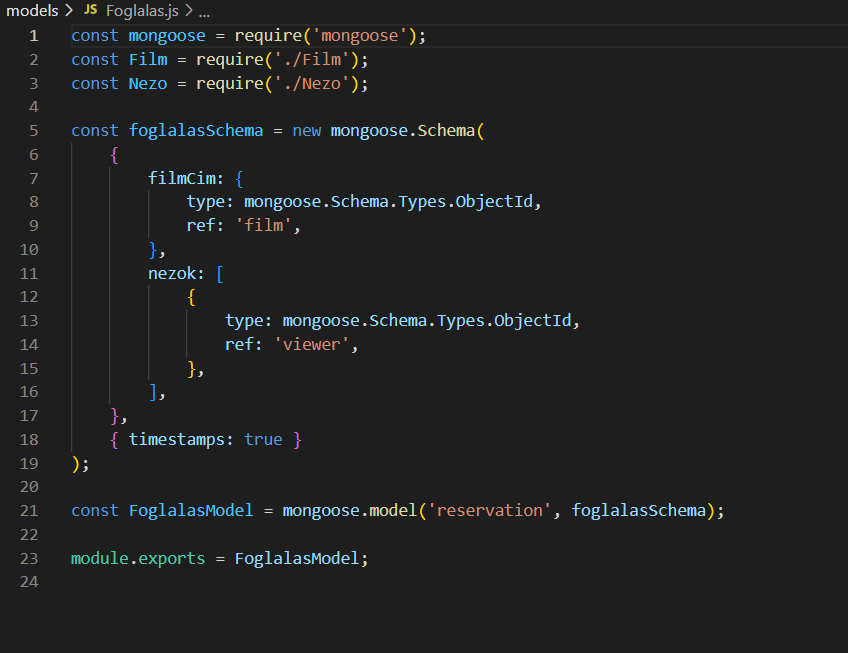 models > JS Foglalas.js > ...
1 const mongoose = require('mongoose');
2 const Film = require('./Film');
3 const Nezo = require('./Nezo');
4
5 const foglalasSchema = new mongoose.Schema(
6     {
7         filmCim: {
8             type: mongoose.Schema.Types.ObjectId,
9             ref: 'film',
10         },
11         nezok: [
12             {
13                 type: mongoose.Schema.Types.ObjectId,
14                 ref: 'viewer',
15             },
16         ],
17     },
18     { timestamps: true }
19 );
20
21 const FoglalasModel = mongoose.model('reservation', foglalasSchema);
22
23 module.exports = FoglalasModel;
24